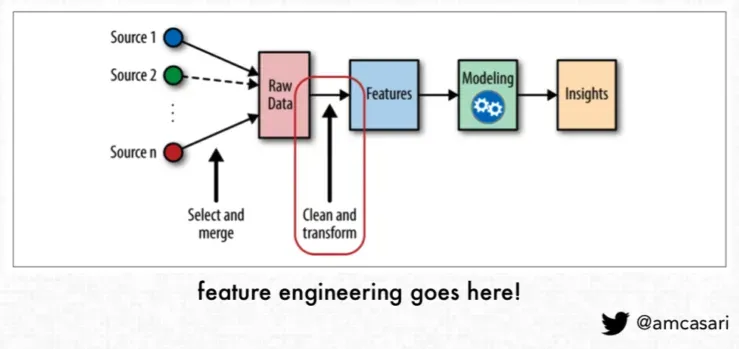 Source 1
Source 2
⋮
Source n
Raw
Data
Features
Modeling
Insights
Select and
merge
Clean and
transform
feature engineering goes here!
@amcasari